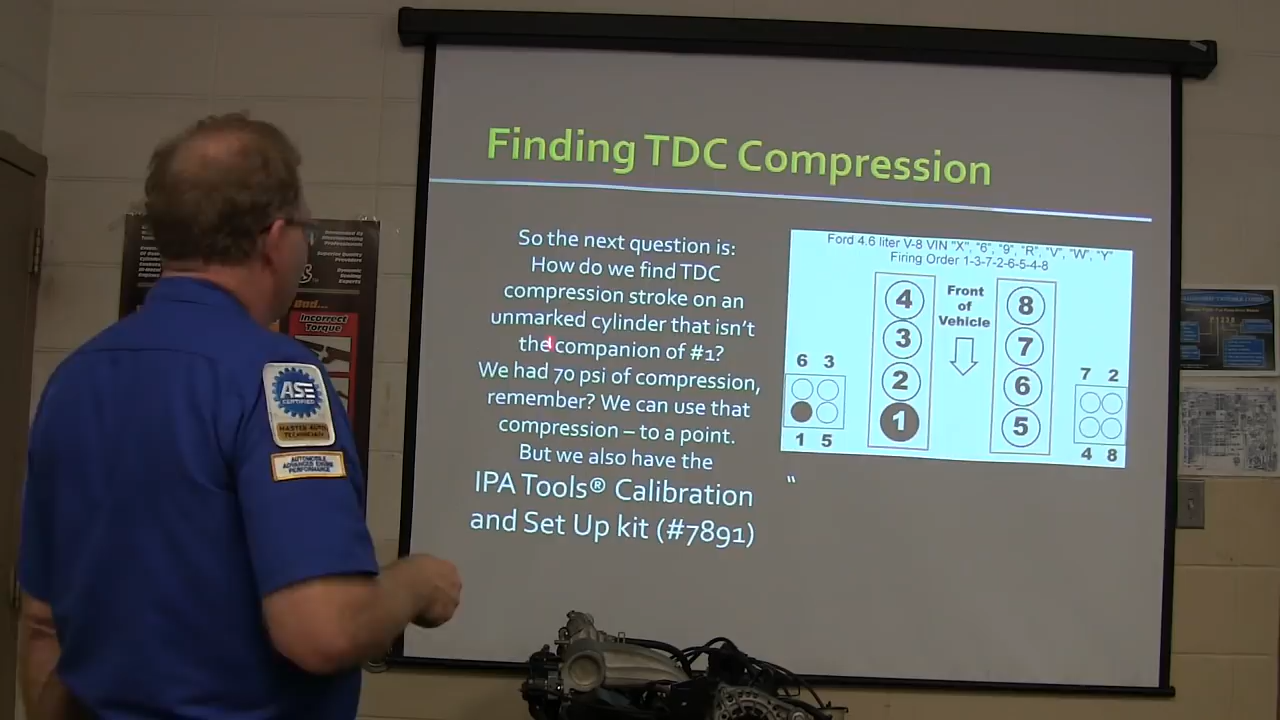 Finding TDC Compression
So the next question is:
How do we find TDC
compression stroke on an
unmarked cylinder that isn't
the companion of #1?
We had 70 psi of compression,
remember? We can use that
compression – to a point.
But we also have the
IPA Tools® Calibration
and Set Up kit (#7891)
"
Ford 4.6 liter V-8 VIN "X", "6", "9", "R", "V", "W", "Y"
Firing Order 1-3-7-2-6-5-4-8
4
3
2
1
Front
of
Vehicle
8
7
6
5
6 3
1 5
7 2
4 8
Incorrect
Torque
ASE
CERTIFIED
MASTER AUTO
TECHNICIAN
AUTOMOBILE
ADVANCED ENGINE
PERFORMANCE